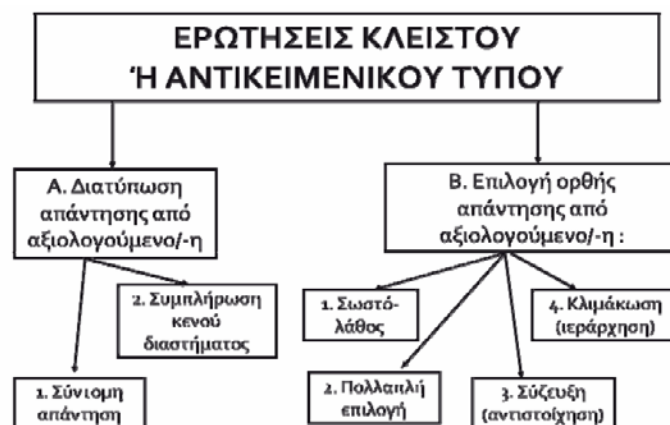 ΕΡΩΤΗΣΕΙΣ ΚΛΕΙΣΤΟΥ
Ή ΑΝΤΙΚΕΙΜΕΝΙΚΟΥ ΤΥΠΟΥ
Α. Διατύπωση
απάντησης από
αξιολογούμενο/-η
Β. Επιλογή ορθής
απάντησης από
αξιολογούμενο/-η :
2. Συμπλήρωση
κενού
διαστήματος
1. Σωστό-
λάθος
4. Κλιμάκωση
(ιεράρχηση)
1. Σύντομη
απάντηση
2. Πολλαπλή
επιλογή
3. Σύζευξη
(αντιστοίχηση)